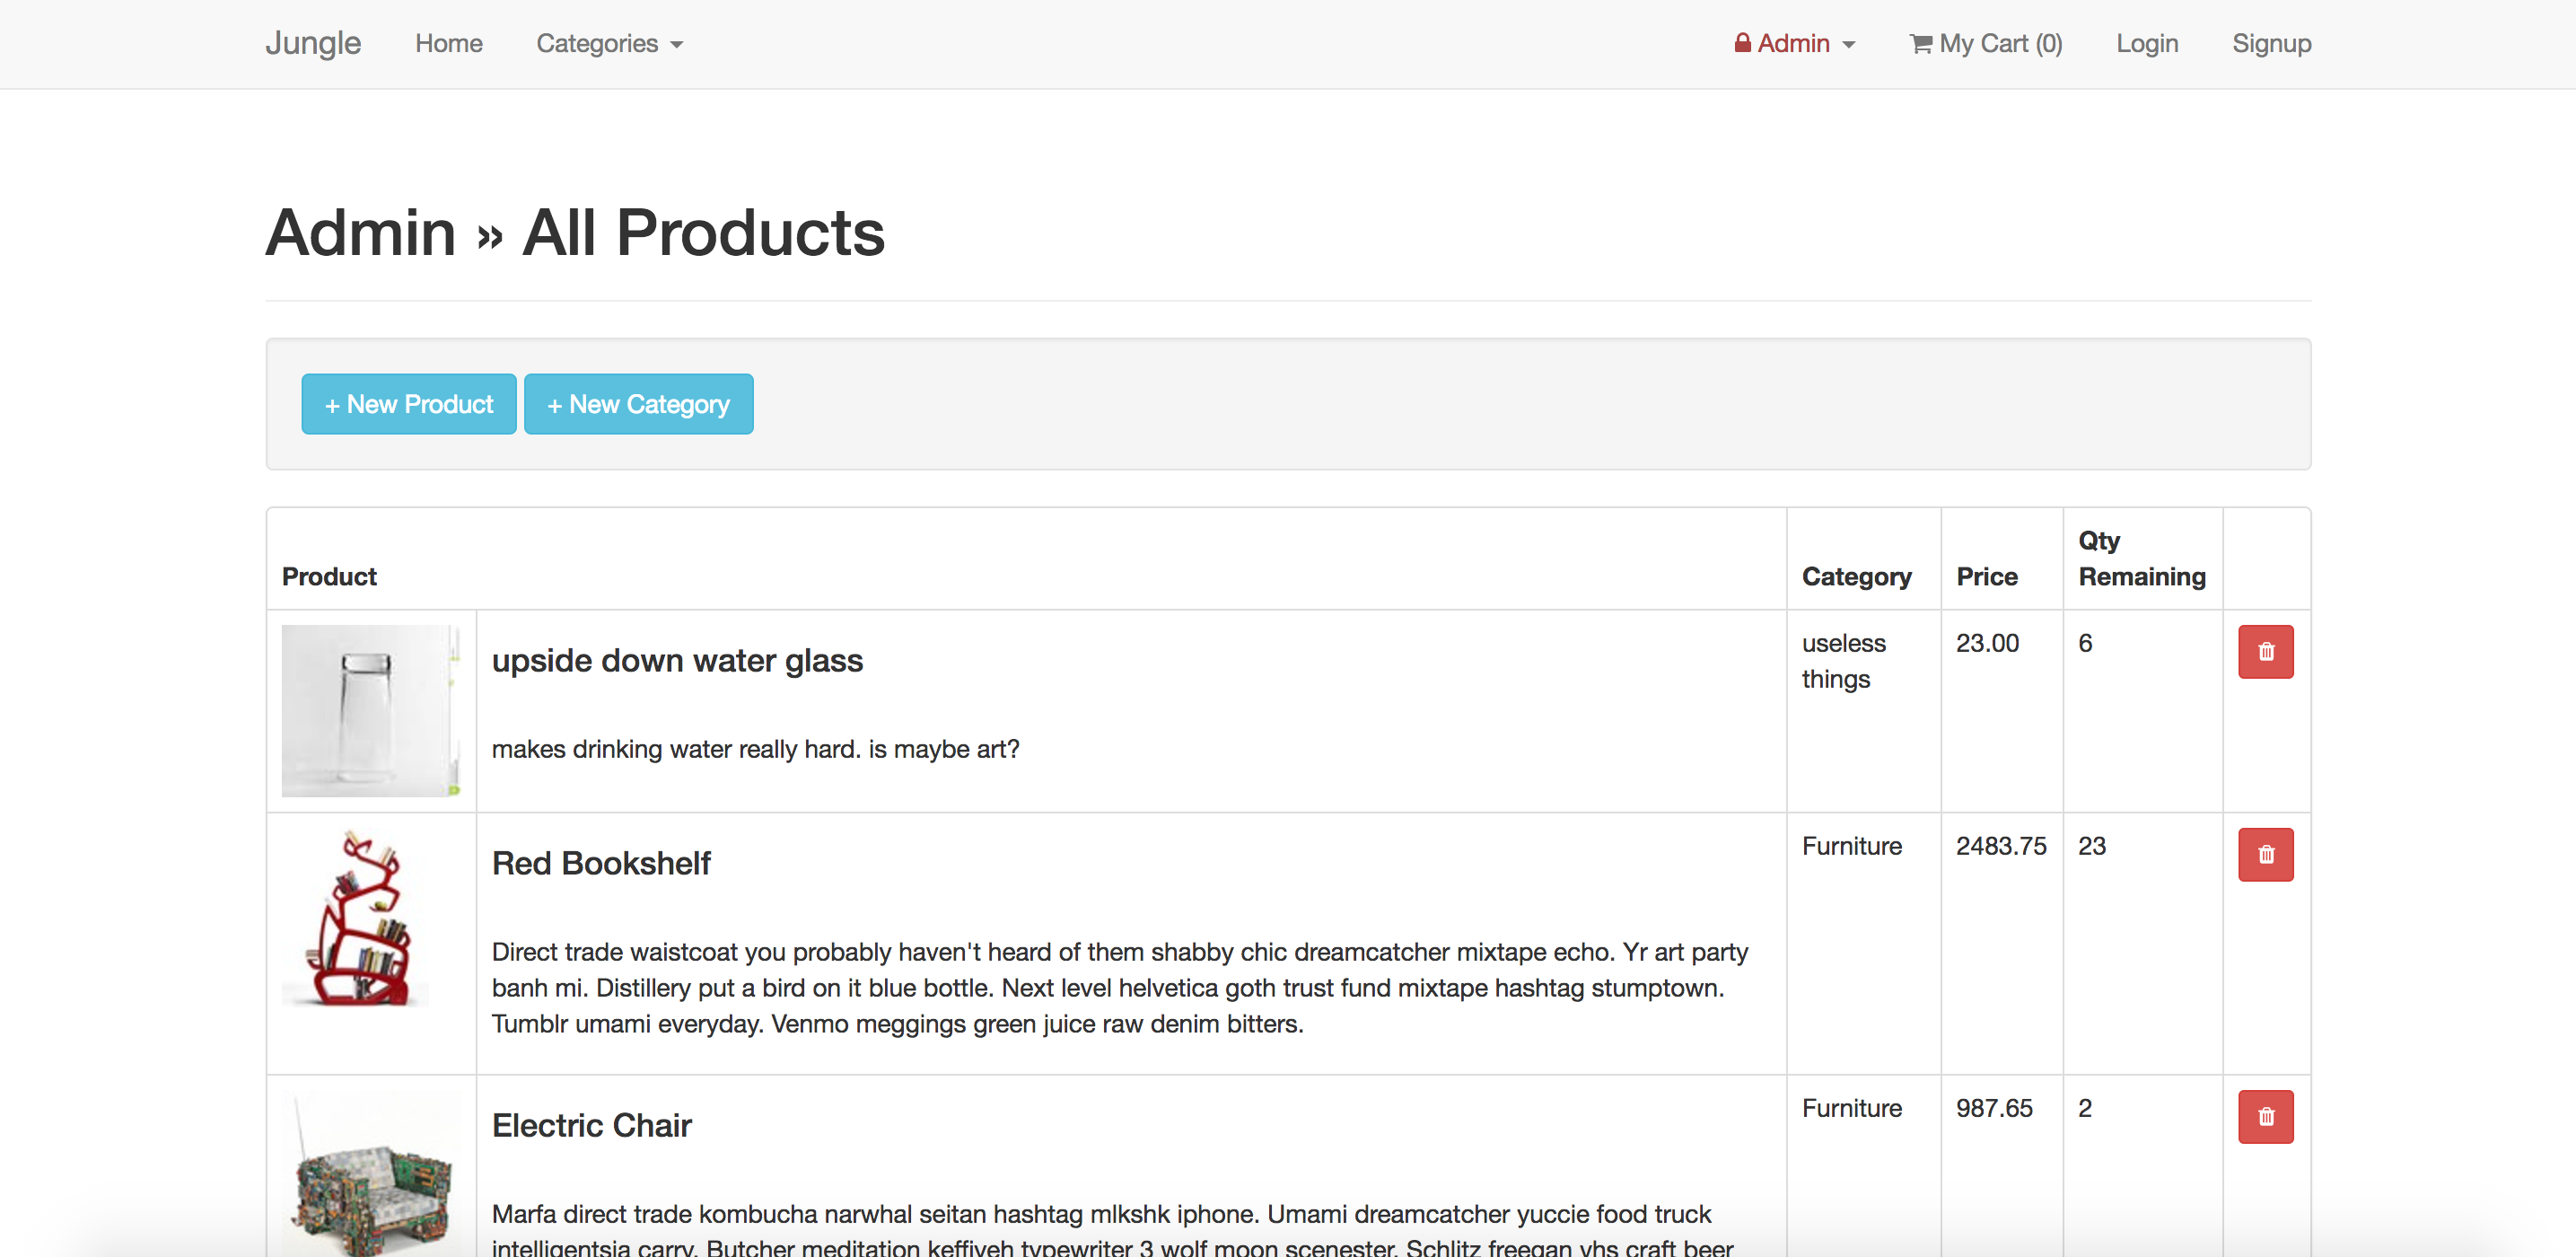 Jungle Home Categories Admin My Cart (0) Login Signup
Admin » All Products
+ New Product + New Category
Product Category Price Qty Remaining
upside down water glass
makes drinking water really hard. is maybe art?
useless
things
23.00
6
Red Bookshelf
Direct trade waistcoat you probably haven't heard of them shabby chic dreamcatcher mixtape echo. Yr art party
banh mi. Distillery put a bird on it blue bottle. Next level helvetica goth trust fund mixtape hashtag stumptown.
Tumblr umami everyday. Venmo meggings green juice raw denim bitters.
Furniture
2483.75
23
Electric Chair
Marfa direct trade kombucha narwhal seitan hashtag mlkshk iphone. Umami dreamcatcher yuccie food truck
intelligentsia carry. Butcher meditation keffiyeh typewriter 3 wolf moon scenester. Schlitz freegan vhs craft beer
Furniture
987.65
2